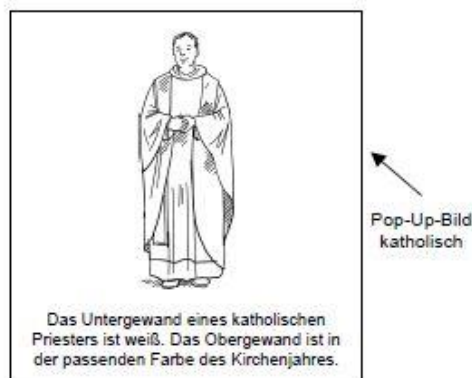 Das Untergewand eines katholischen
Priesters ist weiß. Das Obergewand ist in
der passenden Farbe des Kirchenjahres.
Pop-Up-Bild
katholisch